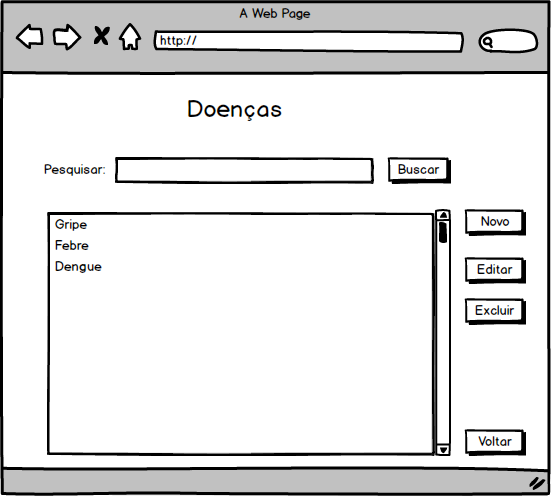 A Web Page
http://
Doenças
Pesquisar:
Buscar
Gripe
Febre
Dengue
Novo
Editar
Excluir
Voltar